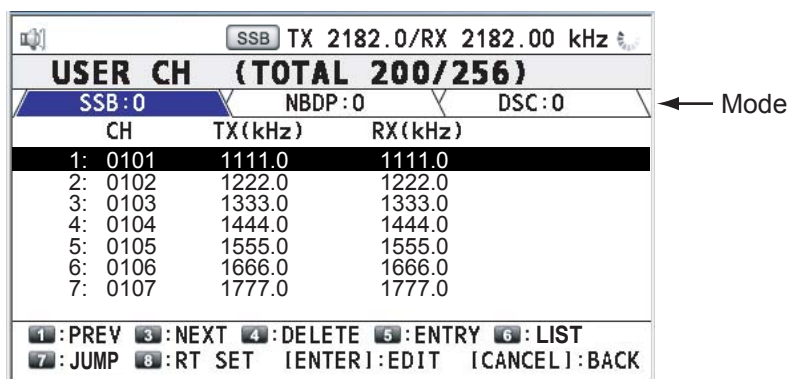 SSB TX 2182.0/RX 2182.00 kHz
USER CH (TOTAL 200/256)
SSB:0 NBDP:0 DSC:0 Mode
CH TX(kHz) RX(kHz)
1: 0101 1111.0 1111.0
2: 0102 1222.0 1222.0
3: 0103 1333.0 1333.0
4: 0104 1444.0 1444.0
5: 0105 1555.0 1555.0
6: 0106 1666.0 1666.0
7: 0107 1777.0 1777.0
1:PREV 3:NEXT 4:DELETE 5:ENTRY 6:LIST
7:JUMP 8:RT SET [ENTER]:EDIT [CANCEL]:BACK